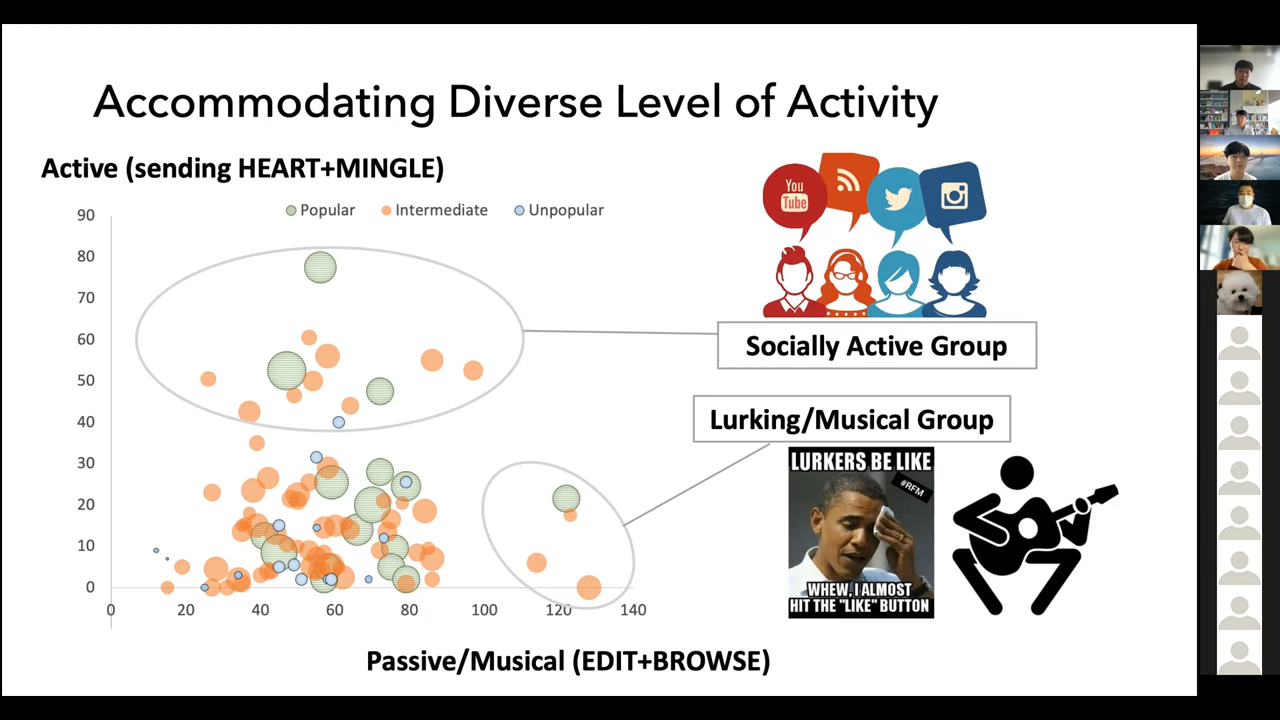 Accommodating Diverse Level of Activity
Active (sending HEART+MINGLE)
Popular
Intermediate
Unpopular
90
80
70
60
50
40
30
20
10
0
0
20
40
60
80
100
120
140
Passive/Musical (EDIT+BROWSE)
You
Tube
Socially Active Group
Lurking/Musical Group
LURKERS BE LIKE
#RFM
WHEW, I ALMOST
HIT THE "LIKE" BUTTON